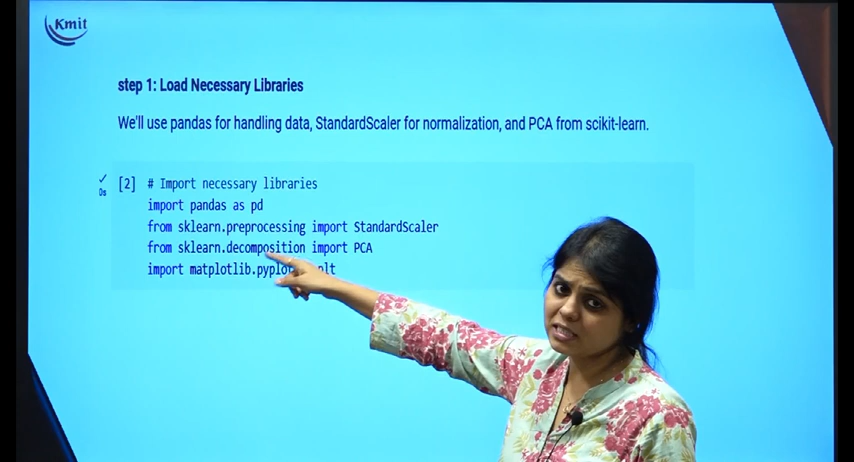 Kmit
step 1: Load Necessary Libraries
We'll use pandas for handling data, StandardScaler for normalization, and PCA from scikit-learn.
✓
0s
[2] # Import necessary libraries
import pandas as pd
from sklearn.preprocessing import StandardScaler
from sklearn.decomposition import PCA
import matplotlib.pyplot plt